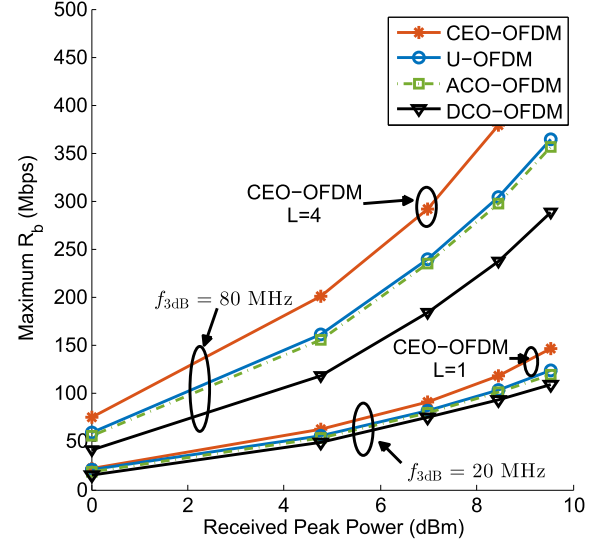 500
450
400
350
300
250
200
150
100
50
0
0
2
4
6
8
10
Maximum R_b (Mbps)
Received Peak Power (dBm)
CEO−OFDM
U−OFDM
ACO−OFDM
DCO−OFDM
CEO−OFDM
L=4
f_3dB = 80 MHz
CEO−OFDM
L=1
f_3dB = 20 MHz